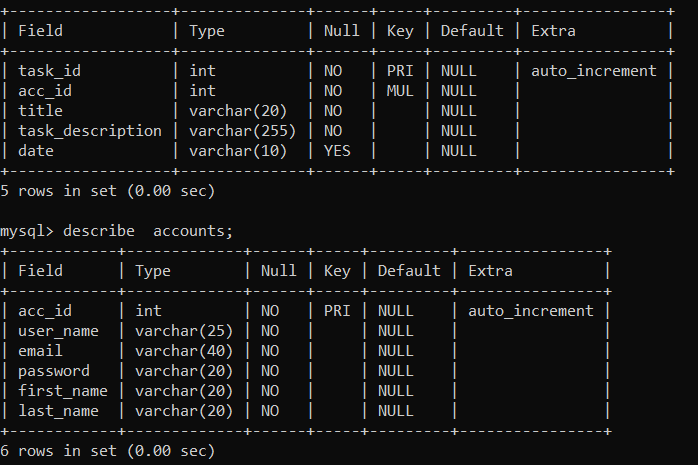 +------------------+--------------+------+-----+---------+----------------+
| Field            | Type         | Null | Key | Default | Extra          |
+------------------+--------------+------+-----+---------+----------------+
| task_id          | int          | NO   | PRI | NULL    | auto_increment |
| acc_id           | int          | NO   | MUL | NULL    |                |
| title            | varchar(20)  | NO   |     | NULL    |                |
| task_description | varchar(255) | NO   |     | NULL    |                |
| date             | varchar(10)  | YES  |     | NULL    |                |
+------------------+--------------+------+-----+---------+----------------+
5 rows in set (0.00 sec)

mysql> describe  accounts;
+------------+-------------+------+-----+---------+----------------+
| Field      | Type        | Null | Key | Default | Extra          |
+------------+-------------+------+-----+---------+----------------+
| acc_id     | int         | NO   | PRI | NULL    | auto_increment |
| user_name  | varchar(25) | NO   |     | NULL    |                |
| email      | varchar(40) | NO   |     | NULL    |                |
| password   | varchar(20) | NO   |     | NULL    |                |
| first_name | varchar(20) | NO   |     | NULL    |                |
| last_name  | varchar(20) | NO   |     | NULL    |                |
+------------+-------------+------+-----+---------+----------------+
6 rows in set (0.00 sec)